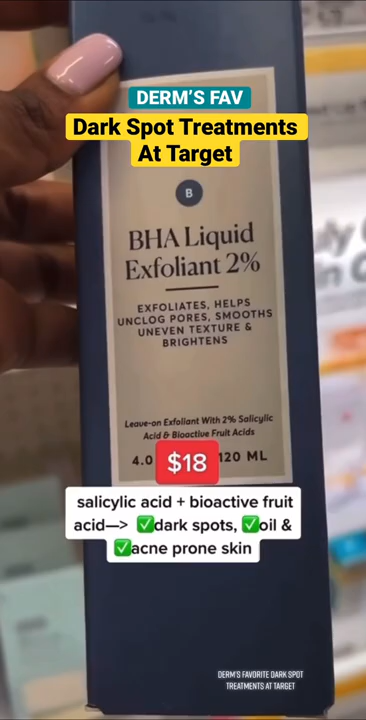 DERM'S FAV
Dark Spot Treatments
At Target
B
BHA Liquid
Exfoliant 2%
EXFOLIATES, HELPS
UNCLOG PORES, SMOOTHS
UNEVEN TEXTURE &
BRIGHTENS
Leave-on Exfoliant With 2% Salicylic
Acid & Bioactive Fruit Acids
4.0 $18 120 ML
salicylic acid + bioactive fruit
acid—> ✅dark spots, ✅oil &
✅acne prone skin
DERM'S FAVORITE DARK SPOT
TREATMENTS AT TARGET